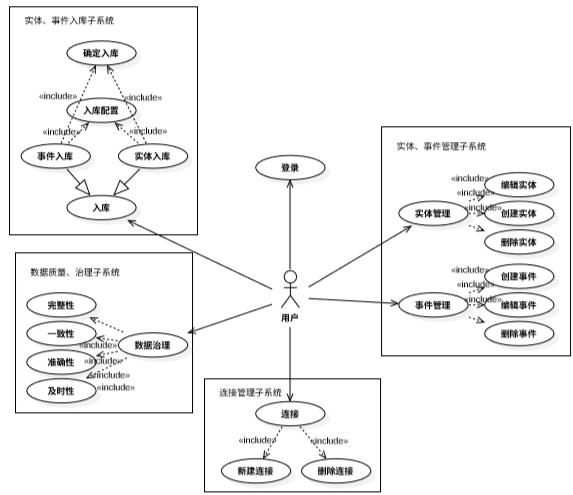 实体、事件入库子系统
确定入库
«include»
«include»
入库配置
«include»
«include»
事件入库
实体入库
入库
登录
用户
实体、事件管理子系统
«include»
编辑实体
«include»
实体管理
«include»
创建实体
删除实体
«include»
创建事件
«include»
事件管理
«include»
编辑事件
删除事件
数据质量、治理子系统
完整性
一致性
数据治理
«include»
准确性
«include»
«include»
及时性
«include»
连接管理子系统
连接
«include»
«include»
新建连接
删除连接